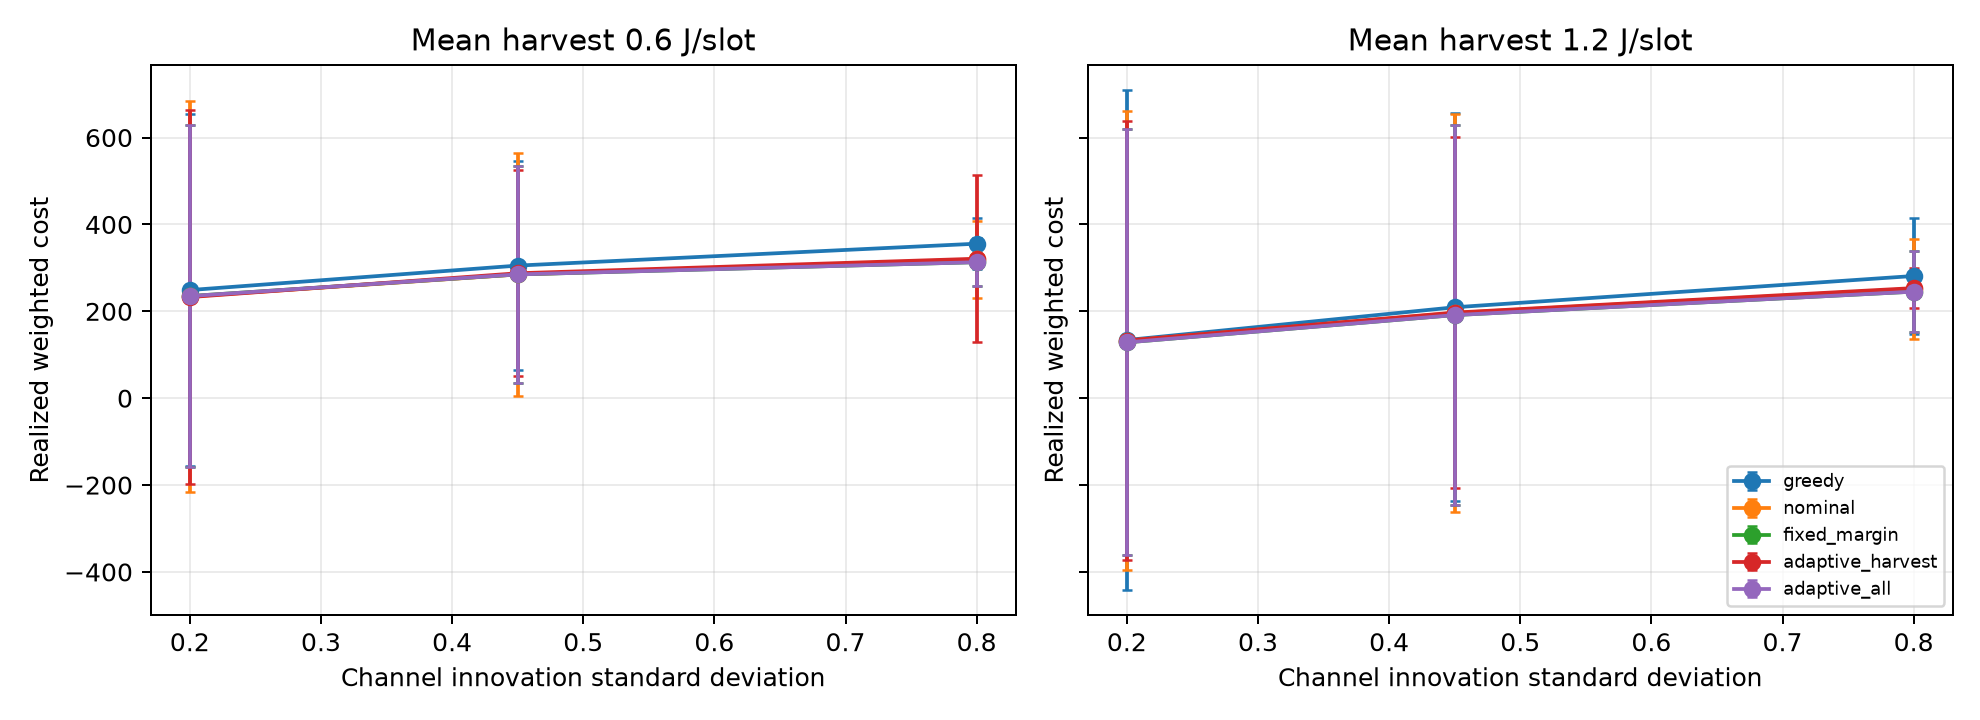 Mean harvest 0.6 J/slot
Realized weighted cost
600
400
200
0
−200
−400
0.2
0.3
0.4
0.5
0.6
0.7
0.8
Channel innovation standard deviation
Mean harvest 1.2 J/slot
Realized weighted cost
greedy
nominal
fixed_margin
adaptive_harvest
adaptive_all
0.2
0.3
0.4
0.5
0.6
0.7
0.8
Channel innovation standard deviation